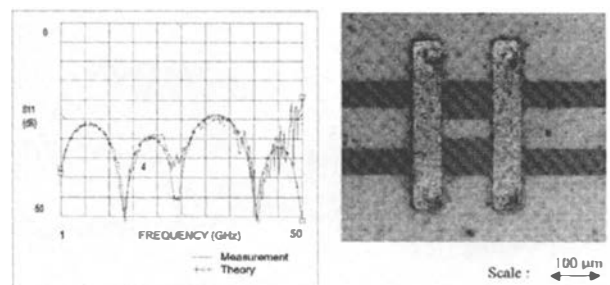 0
S11
(dB)
4
50
1
FREQUENCY (GHz)
50
Measurement
Theory
Scale : 100 µm